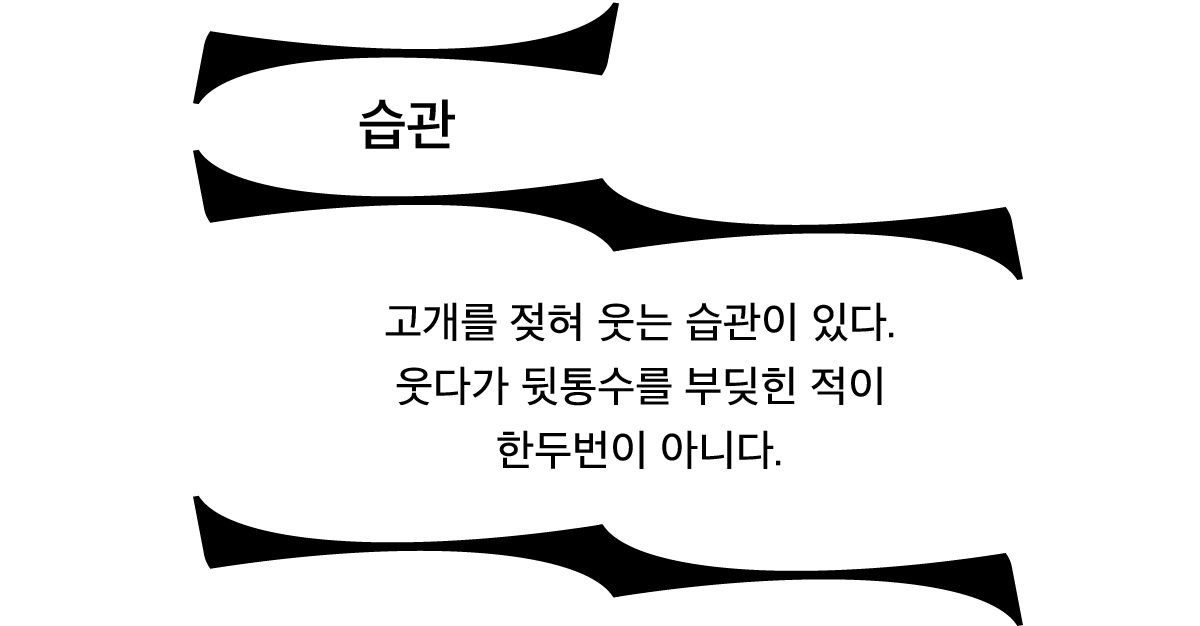 습관
고개를 젖혀 웃는 습관이 있다.
웃다가 뒷통수를 부딪힌 적이
한두번이 아니다.